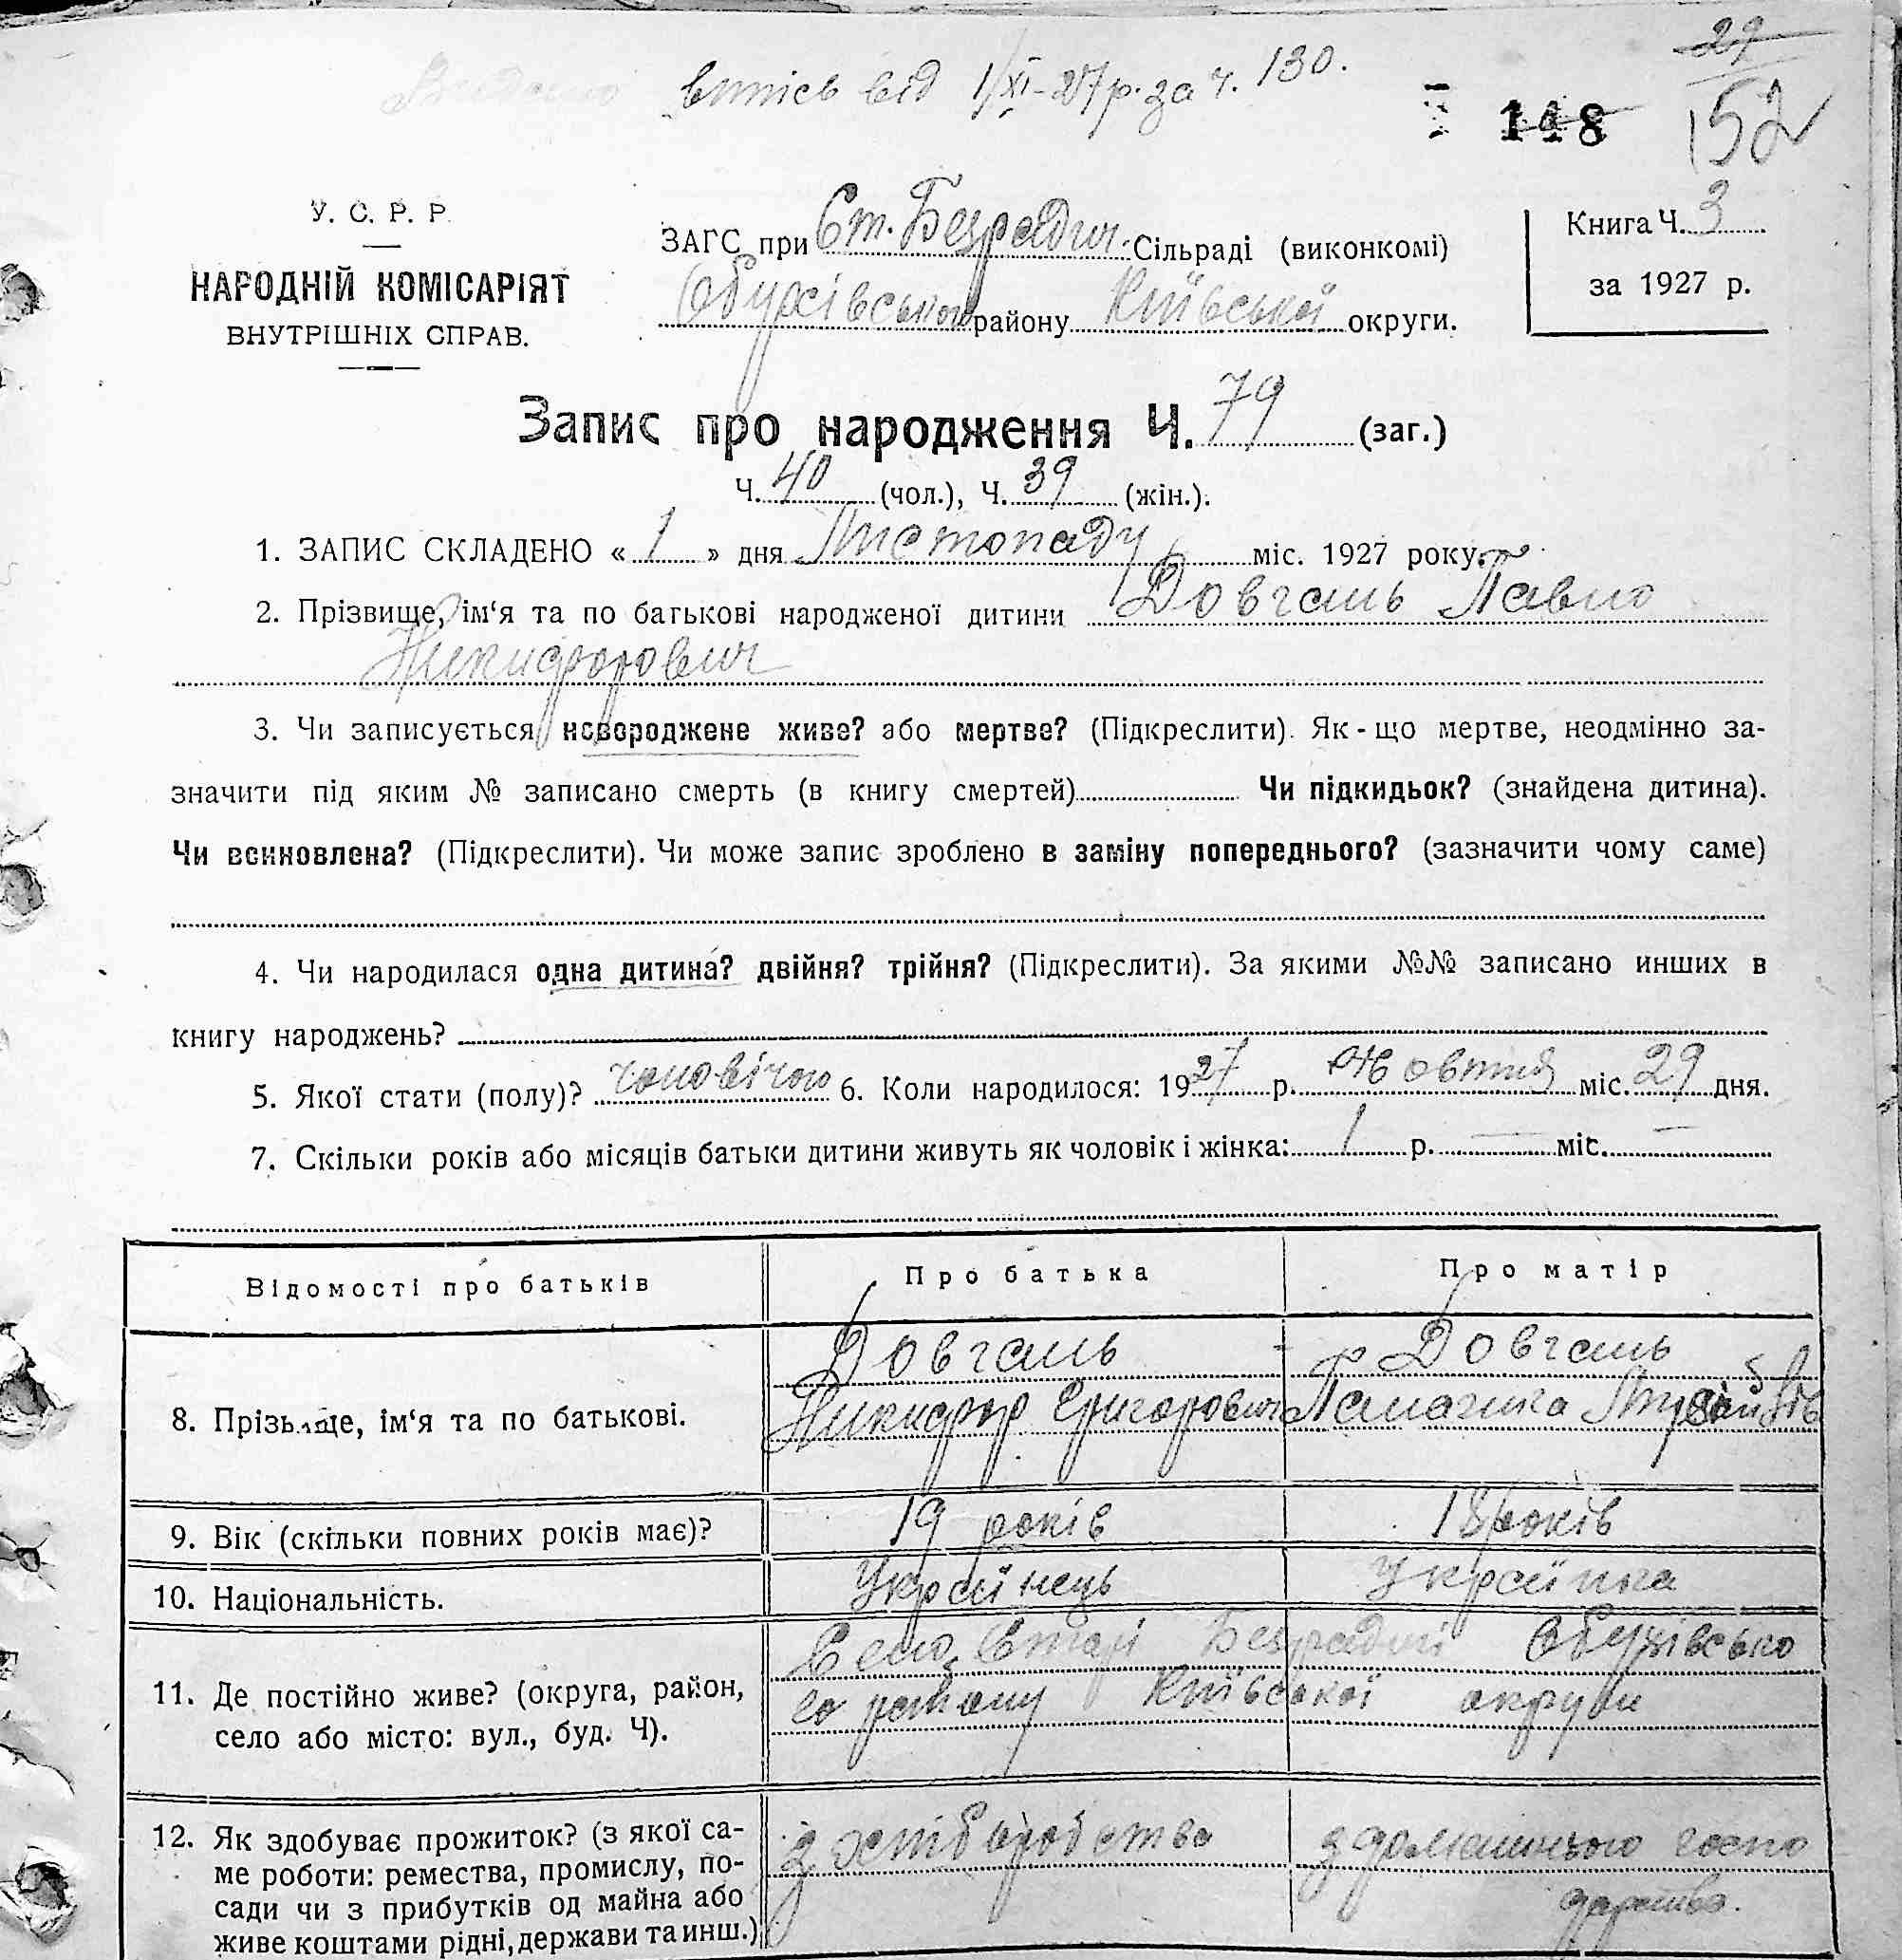 29
Видано впись від 1/XI-27 р. за ч. 130.
148 152
У. С. Р. Р.
НАРОДНІЙ КОМІСАРІЯТ
ВНУТРІШНІХ СПРАВ.
ЗАГС при Ст. Безрадич. Сільраді (виконкомі)
Обухівського району Київської округи.
Книга Ч. 3
за 1927 р.
Запис про народження Ч. 79 (заг.)
Ч. 40 (чол.), Ч. 39 (жін.).
1. ЗАПИС СКЛАДЕНО « 1 » дня Листопаду міс. 1927 року.
2. Прізвище, ім‘я та по батькові народженої дитини Довгань Павло
Никифорович
3. Чи записується новороджене живе? або мертве? (Підкреслити). Як-що мертве, неодмінно за-
значити під яким № записано смерть (в книгу смертей) Чи підкидьок? (знайдена дитина).
Чи всиновлена? (Підкреслити). Чи може запис зроблено в заміну попереднього? (зазначити чому саме)
4. Чи народилася одна дитина? двійня? трійня? (Підкреслити). За якими №№ записано инших в
книгу народжень?
5. Якої стати (полу)? чоловічого 6. Коли народилося: 1927 р. Жовтня міс. 29 дня.
7. Скільки років або місяців батьки дитини живуть як чоловік і жінка: 1 р. — міс. —
Відомості про батьків Про батька Про матір
Довгань Довгань
8. Прізвище, ім‘я та по батькові. Никифор Григорович
9. Вік (скільки повних років має)? 19 років 18 років
10. Національність. Українець Українка
Село Старі Безрадичі Обухівсько
11. Де постійно живе? (округа, район, го району Київської округи
село або місто: вул., буд. Ч).
12. Як здобуває прожиток? (з якої са- з хліборобства з домашнього госпо
ме роботи: ремества, промислу, по-
сади чи з прибутків од майна або дарства.
живе коштами рідні, держави та инш.)